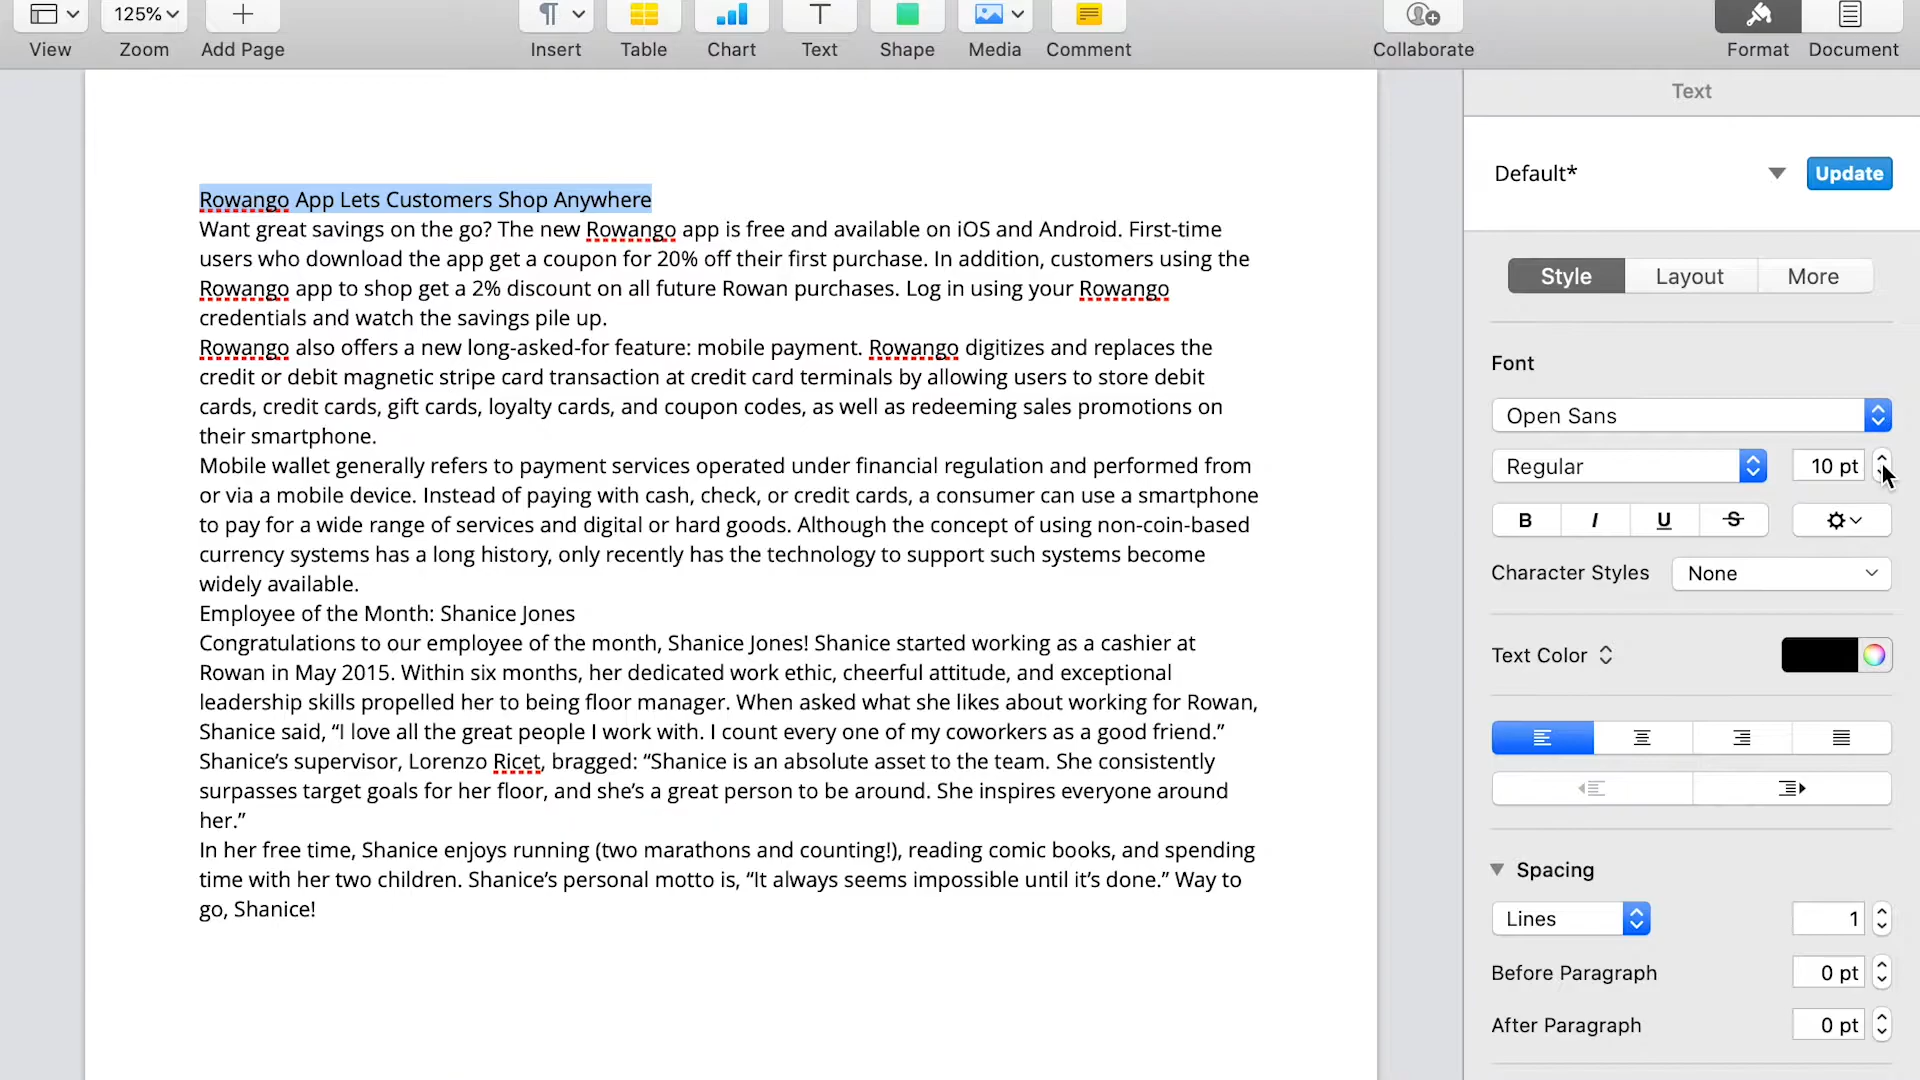 125%
View
Zoom
Add Page
Insert
Table
Chart
Text
Shape
Media
Comment
Collaborate
Format
Document
Rowango App Lets Customers Shop Anywhere
Want great savings on the go? The new Rowango app is free and available on iOS and Android. First-time
users who download the app get a coupon for 20% off their first purchase. In addition, customers using the
Rowango app to shop get a 2% discount on all future Rowan purchases. Log in using your Rowango
credentials and watch the savings pile up.
Rowango also offers a new long-asked-for feature: mobile payment. Rowango digitizes and replaces the
credit or debit magnetic stripe card transaction at credit card terminals by allowing users to store debit
cards, credit cards, gift cards, loyalty cards, and coupon codes, as well as redeeming sales promotions on
their smartphone.
Mobile wallet generally refers to payment services operated under financial regulation and performed from
or via a mobile device. Instead of paying with cash, check, or credit cards, a consumer can use a smartphone
to pay for a wide range of services and digital or hard goods. Although the concept of using non-coin-based
currency systems has a long history, only recently has the technology to support such systems become
widely available.
Employee of the Month: Shanice Jones
Congratulations to our employee of the month, Shanice Jones! Shanice started working as a cashier at
Rowan in May 2015. Within six months, her dedicated work ethic, cheerful attitude, and exceptional
leadership skills propelled her to being floor manager. When asked what she likes about working for Rowan,
Shanice said, “I love all the great people I work with. I count every one of my coworkers as a good friend.”
Shanice’s supervisor, Lorenzo Ricet, bragged: “Shanice is an absolute asset to the team. She consistently
surpasses target goals for her floor, and she’s a great person to be around. She inspires everyone around
her.”
In her free time, Shanice enjoys running (two marathons and counting!), reading comic books, and spending
time with her two children. Shanice’s personal motto is, “It always seems impossible until it’s done.” Way to
go, Shanice!
Text
Default*
Update
Style
Layout
More
Font
Open Sans
Regular
10 pt
B I U S
Character Styles
None
Text Color
Spacing
Lines
1
Before Paragraph
0 pt
After Paragraph
0 pt